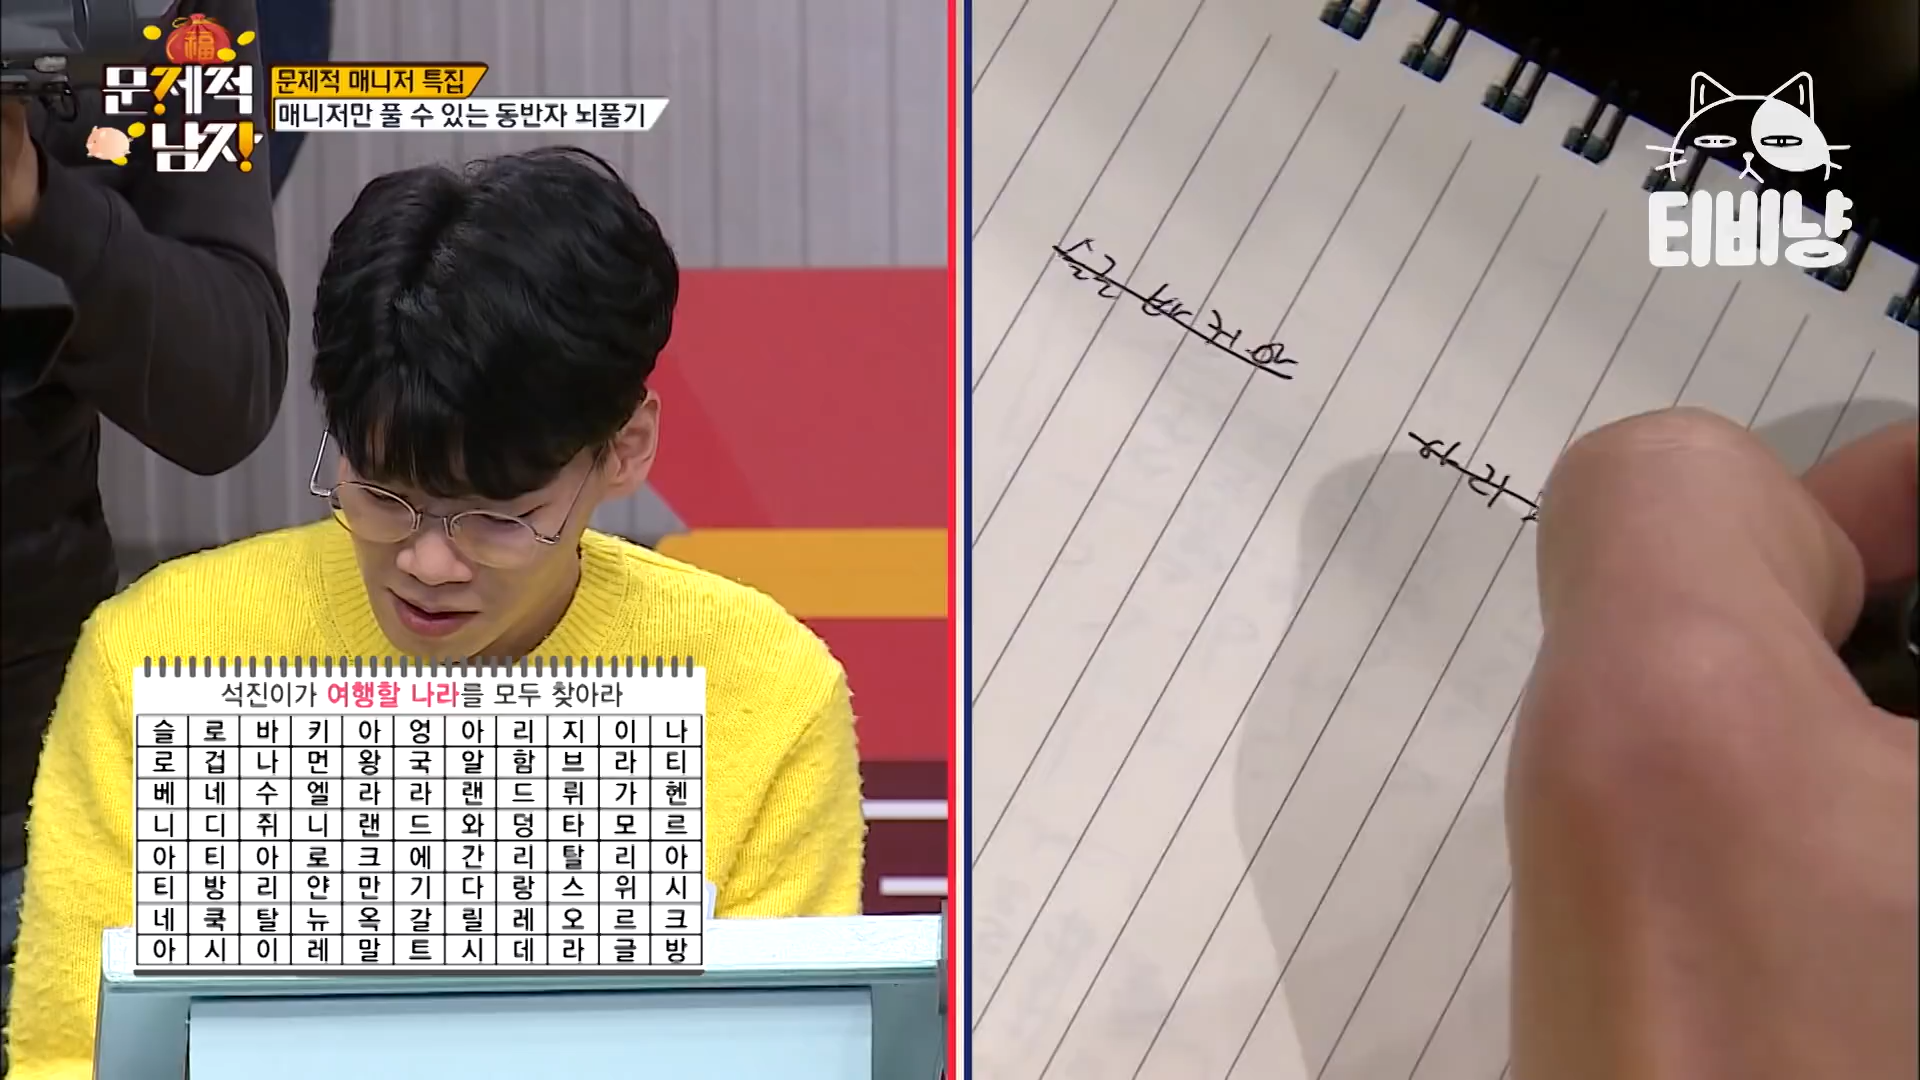 福
문제적
남자
문제적 매니저 특집
매니저만 풀 수 있는 동반자 뇌풀기
티비냥
석진이가 여행할 나라를 모두 찾아라
슬 로 바 키 아 영 아 리 지 이 나
로 겁 나 먼 왕 국 알 함 브 라 티
베 네 수 엘 라 라 랜 드 뤼 가 헨
니 디 쥐 니 랜 드 와 덩 타 모 르
아 티 아 로 크 에 간 리 탈 리 아
티 방 리 얀 만 기 다 랑 스 위 시
네 쿡 탈 뉴 옥 갈 릴 레 오 르 크
아 시 이 레 말 트 시 데 라 글 방